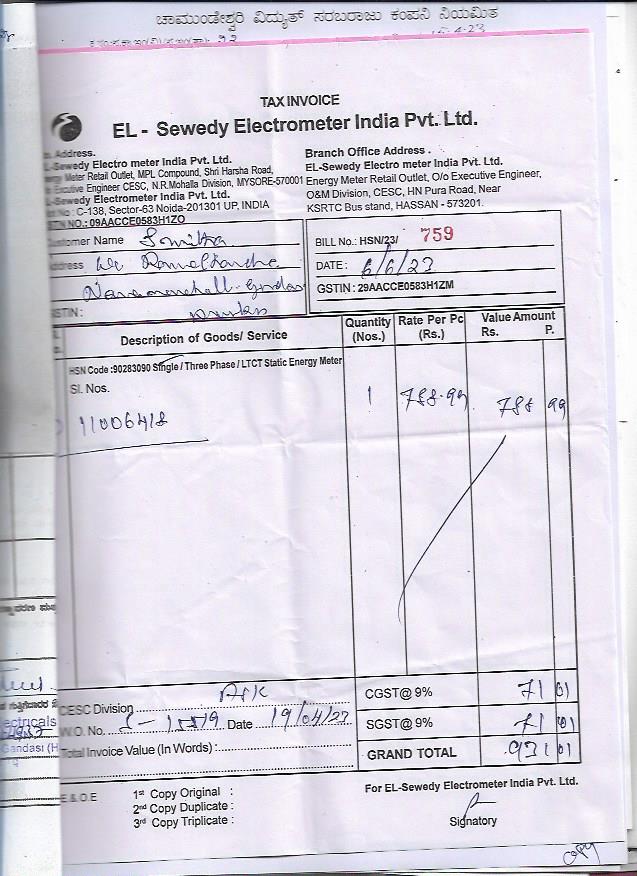 ಚಾಮುಂಡೇಶ್ವರಿ ವಿದ್ಯುತ್ ಸರಬರಾಜು ಕಂಪನಿ ನಿಯಮಿತ
TAX INVOICE
EL - Sewedy Electrometer India Pvt. Ltd.
Address.
-Sewedy Electro meter India Pvt. Ltd.
Meter Retail Outlet, MPL Compound, Shri Harsha Road,
Executive Engineer CESC, N.R.Mohalla Division, MYSORE-570001
-Sewedy Electrometer India Pvt. Ltd.
No : C-138, Sector-63 Noida-201301 UP, INDIA
NO.: 09AACCE0583H1ZO
Branch Office Address .
EL-Sewedy Electro meter India Pvt. Ltd.
Energy Meter Retail Outlet, O/o Executive Engineer,
O&M Division, CESC, HN Pura Road, Near
KSRTC Bus stand, HASSAN - 573201.
Customer Name
Address
GSTIN :
BILL No.: HSN/23/ 759
DATE : 6/6/23
GSTIN : 29AACCE0583H1ZM
Description of Goods/ Service
Quantity (Nos.)
Rate Per Pc (Rs.)
Value Amount
Rs. P.
HSN Code :90283090 Single / Three Phase / LTCT Static Energy Meter
Sl. Nos.
11006418
1 788.99 788 99
CESC Division Ask
W.O. No. Date 19/04/23
Total Invoice Value (In Words) :
CGST@ 9% 71 01
SGST@ 9% 71 01
GRAND TOTAL 931 01
E & O.E
1st Copy Original :
2nd Copy Duplicate :
3rd Copy Triplicate :
For EL-Sewedy Electrometer India Pvt. Ltd.
Signatory
copy
ectricals
Gandasi (H